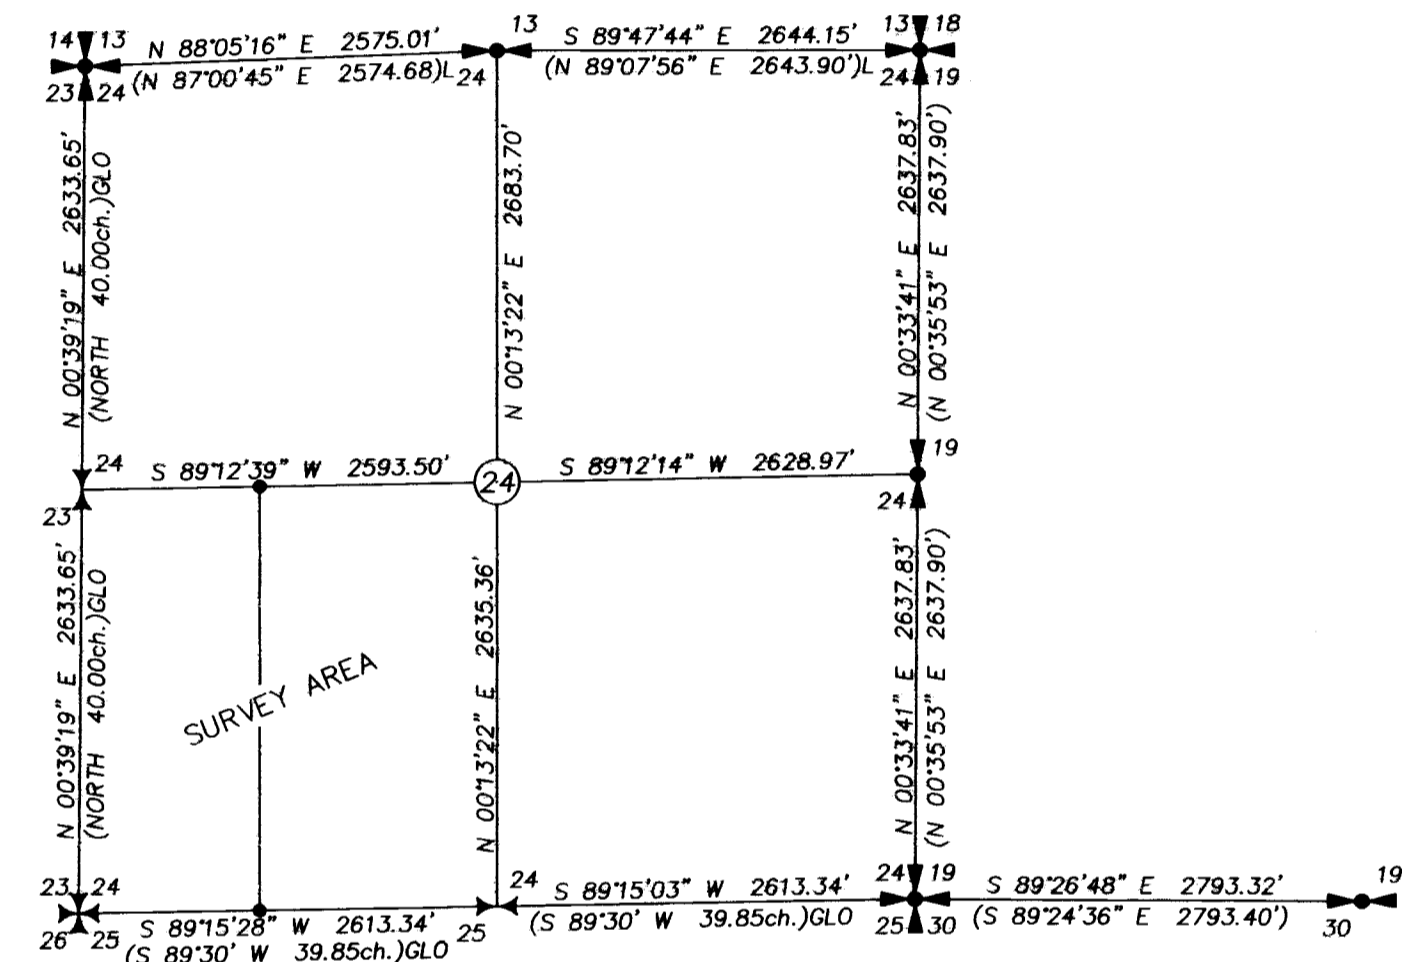 14 13
N 88°05'16" E 2575.01'
13
S 89°47'44" E 2644.15'
13 18
(N 87°00'45" E 2574.68)L
24
(N 89°07'56" E 2643.90')L
23 24
24 19
N 00°39'19" E 2633.65'
(NORTH 40.00ch.)GLO
N 00°13'22" E 2683.70'
N 00°33'41" E 2637.83'
(N 00°35'53" E 2637.90')
24
S 89°12'39" W 2593.50'
24
S 89°12'14" W 2628.97'
19
23
24
N 00°39'19" E 2633.65'
(NORTH 40.00ch.)GLO
SURVEY AREA
N 00°13'22" E 2635.36'
N 00°33'41" E 2637.83'
(N 00°35'53" E 2637.90')
23 24
24
S 89°15'03" W 2613.34'
24 19
S 89°26'48" E 2793.32'
19
26 25
S 89°15'28" W 2613.34'
25
(S 89°30' W 39.85ch.)GLO
25 30
(S 89°24'36" E 2793.40')
30
(S 89°30' W 39.85ch.)GLO